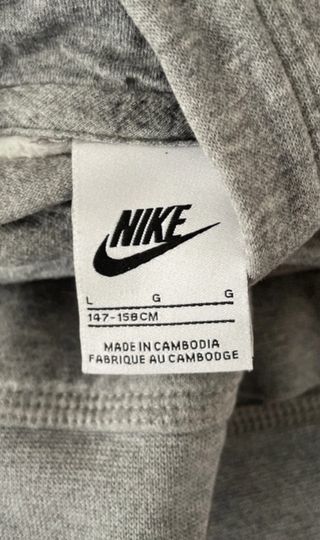 NIKE
L G G
147-158CM
MADE IN CAMBODIA
FABRIQUE AU CAMBODGE